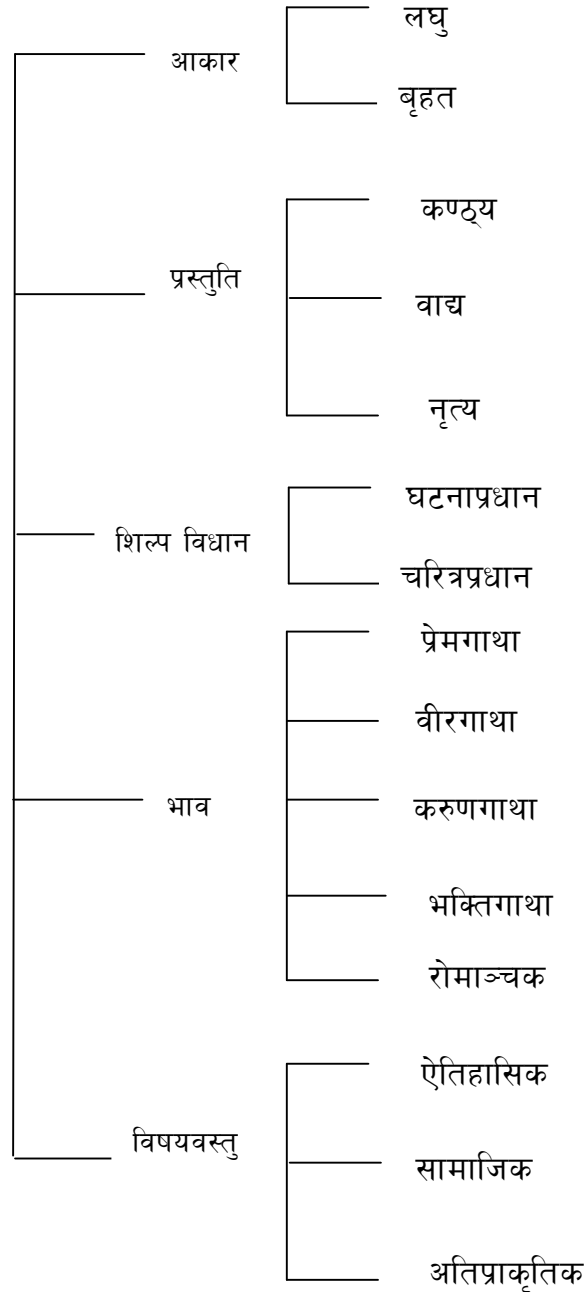 आकार
लघु
बृहत
प्रस्तुति
कण्ठ्य
वाद्य
नृत्य
शिल्प विधान
घटनाप्रधान
चरित्रप्रधान
भाव
प्रेमगाथा
वीरगाथा
करुणगाथा
भक्तिगाथा
रोमाञ्चक
विषयवस्तु
ऐतिहासिक
सामाजिक
अतिप्राकृतिक